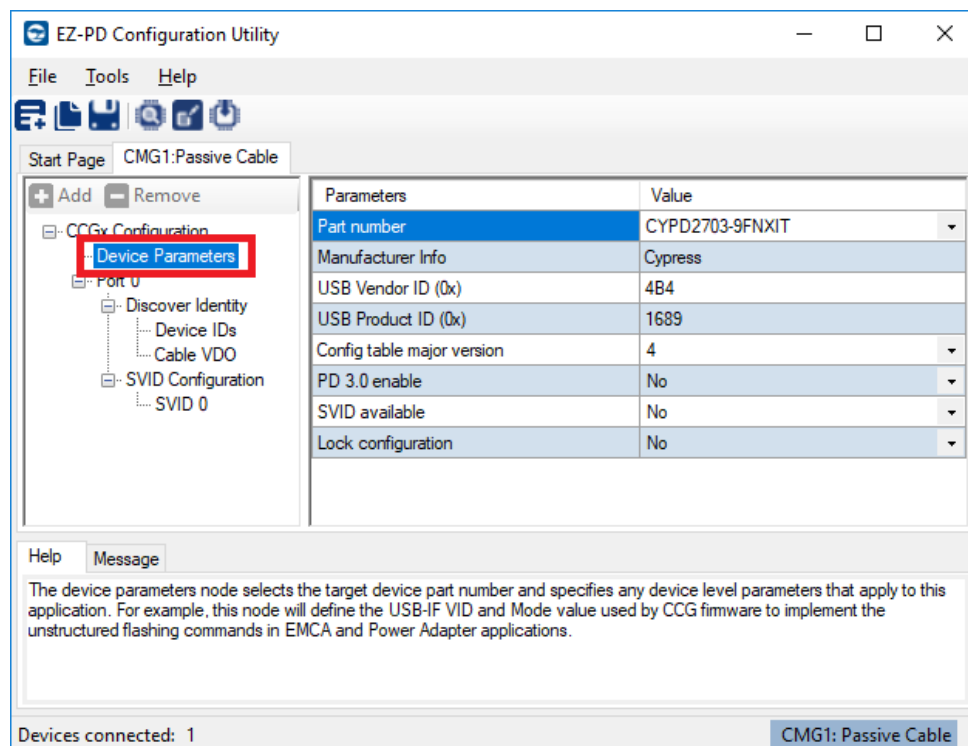 EZ-PD Configuration Utility
File Tools Help
Start Page CMG1:Passive Cable
Add Remove
CCGx Configuration
Device Parameters
Port 0
Discover Identity
Device IDs
Cable VDO
SVID Configuration
SVID 0
Parameters Value
Part number CYPD2703-9FNXIT
Manufacturer Info Cypress
USB Vendor ID (0x) 4B4
USB Product ID (0x) 1689
Config table major version 4
PD 3.0 enable No
SVID available No
Lock configuration No
Help Message
The device parameters node selects the target device part number and specifies any device level parameters that apply to this
application. For example, this node will define the USB-IF VID and Mode value used by CCG firmware to implement the
unstructured flashing commands in EMCA and Power Adapter applications.
Devices connected: 1 CMG1: Passive Cable